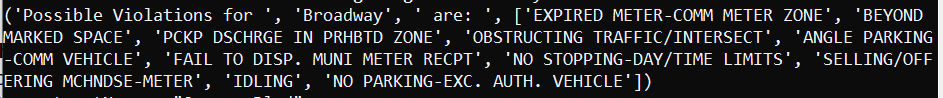 ('Possible Violations for ', 'Broadway', ' are: ', ['EXPIRED METER-COMM METER ZONE', 'BEYOND
MARKED SPACE', 'PCKP DSCHRGE IN PRHBTD ZONE', 'OBSTRUCTING TRAFFIC/INTERSECT', 'ANGLE PARKING
-COMM VEHICLE', 'FAIL TO DISP. MUNI METER RECPT', 'NO STOPPING-DAY/TIME LIMITS', 'SELLING/OFF
ERING MCHNDSE-METER', 'IDLING', 'NO PARKING-EXC. AUTH. VEHICLE'])